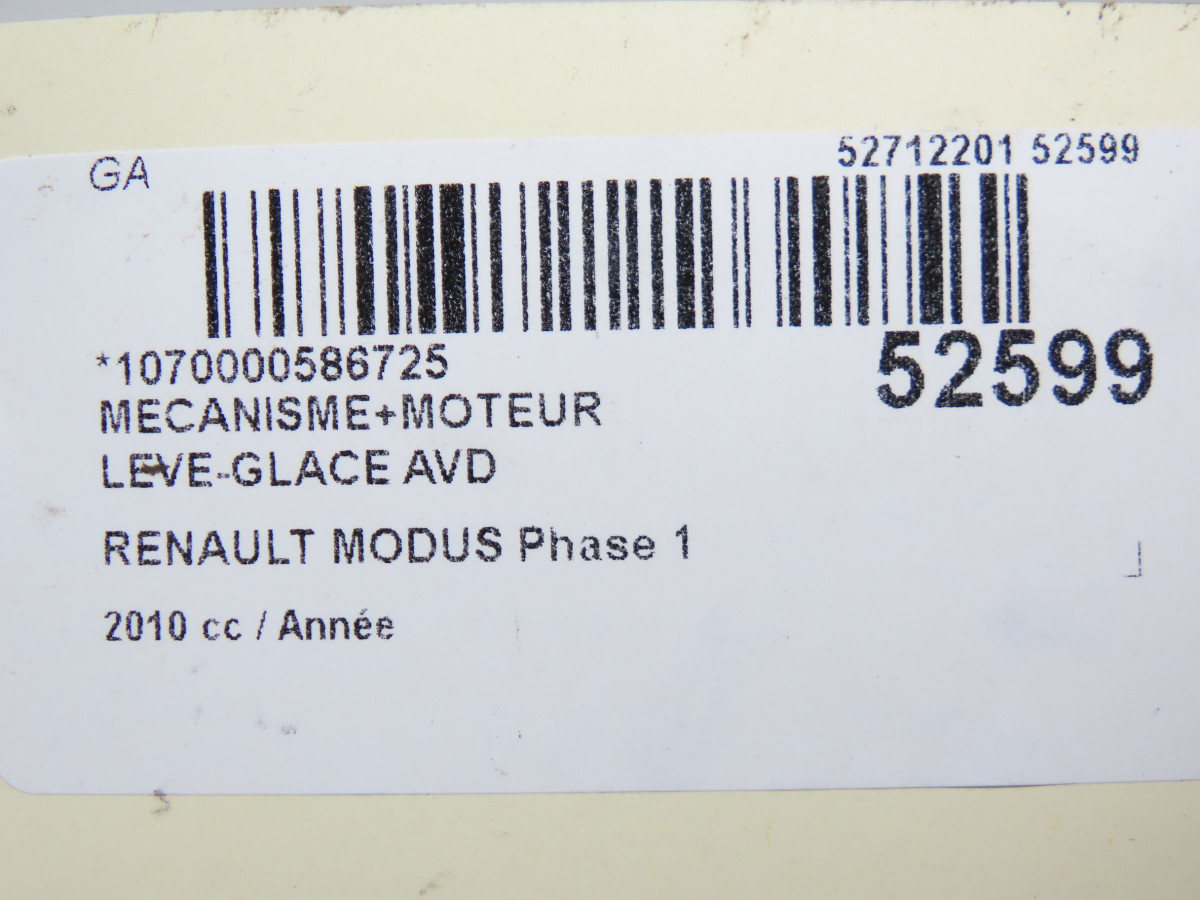 GA
52712201 52599
*1070000586725
52599
MECANISME+MOTEUR
LEVE-GLACE AVD
RENAULT MODUS Phase 1
2010 cc / Année